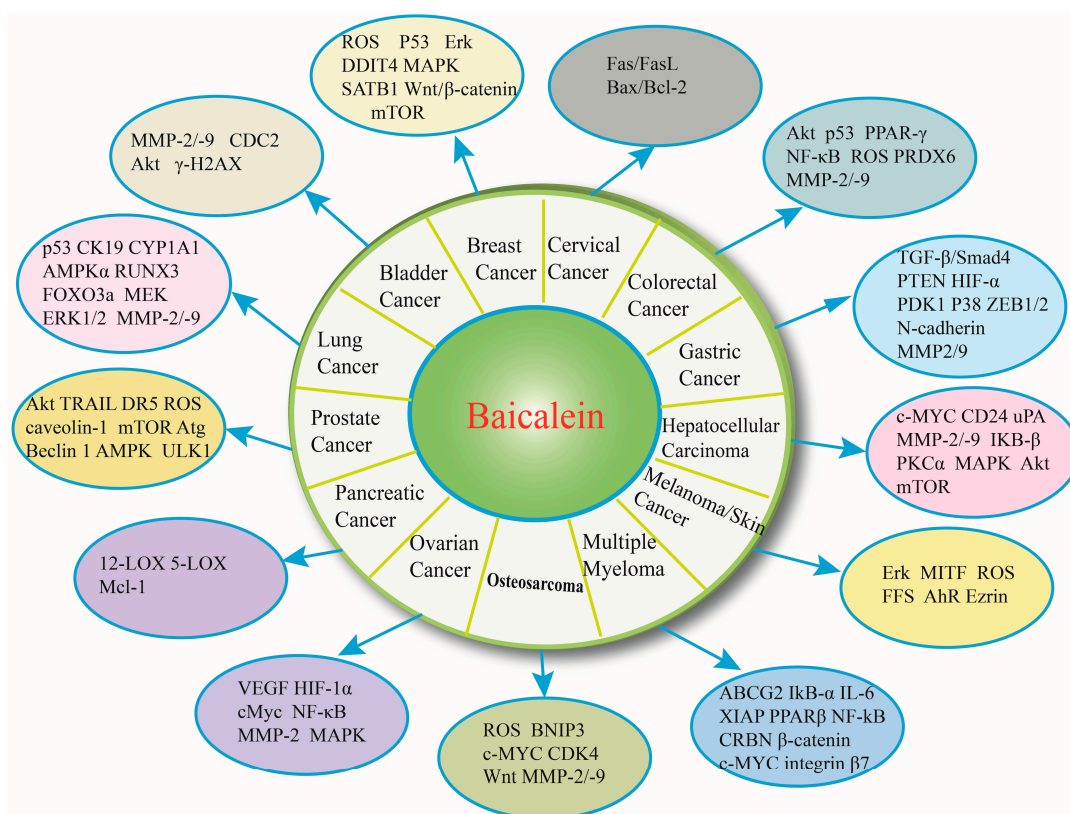 ROS P53 Erk
DDIT4 MAPK
SATB1 Wnt/β-catenin
mTOR
Fas/FasL
Bax/Bcl-2
MMP-2/-9 CDC2
Akt γ-H2AX
Akt p53 PPAR-γ
NF-κB ROS PRDX6
MMP-2/-9
p53 CK19 CYP1A1
AMPKα RUNX3
FOXO3a MEK
ERK1/2 MMP-2/-9
TGF-β/Smad4
PTEN HIF-α
PDK1 P38 ZEB1/2
N-cadherin
MMP2/9
Akt TRAIL DR5 ROS
caveolin-1 mTOR Atg
Beclin 1 AMPK ULK1
c-MYC CD24 uPA
MMP-2/-9 IKB-β
PKCα MAPK Akt
mTOR
12-LOX 5-LOX
Mcl-1
Erk MITF ROS
FFS AhR Ezrin
VEGF HIF-1α
cMyc NF-κB
MMP-2 MAPK
ROS BNIP3
c-MYC CDK4
Wnt MMP-2/-9
ABCG2 IkB-α IL-6
XIAP PPARβ NF-kB
CRBN β-catenin
c-MYC integrin β7
Breast
Cancer
Cervical
Cancer
Colorectal
Cancer
Gastric
Cancer
Hepatocellular
Carcinoma
Melanoma/Skin
Cancer
Multiple
Myeloma
Osteosarcoma
Ovarian
Cancer
Pancreatic
Cancer
Prostate
Cancer
Lung
Cancer
Bladder
Cancer
Baicalein